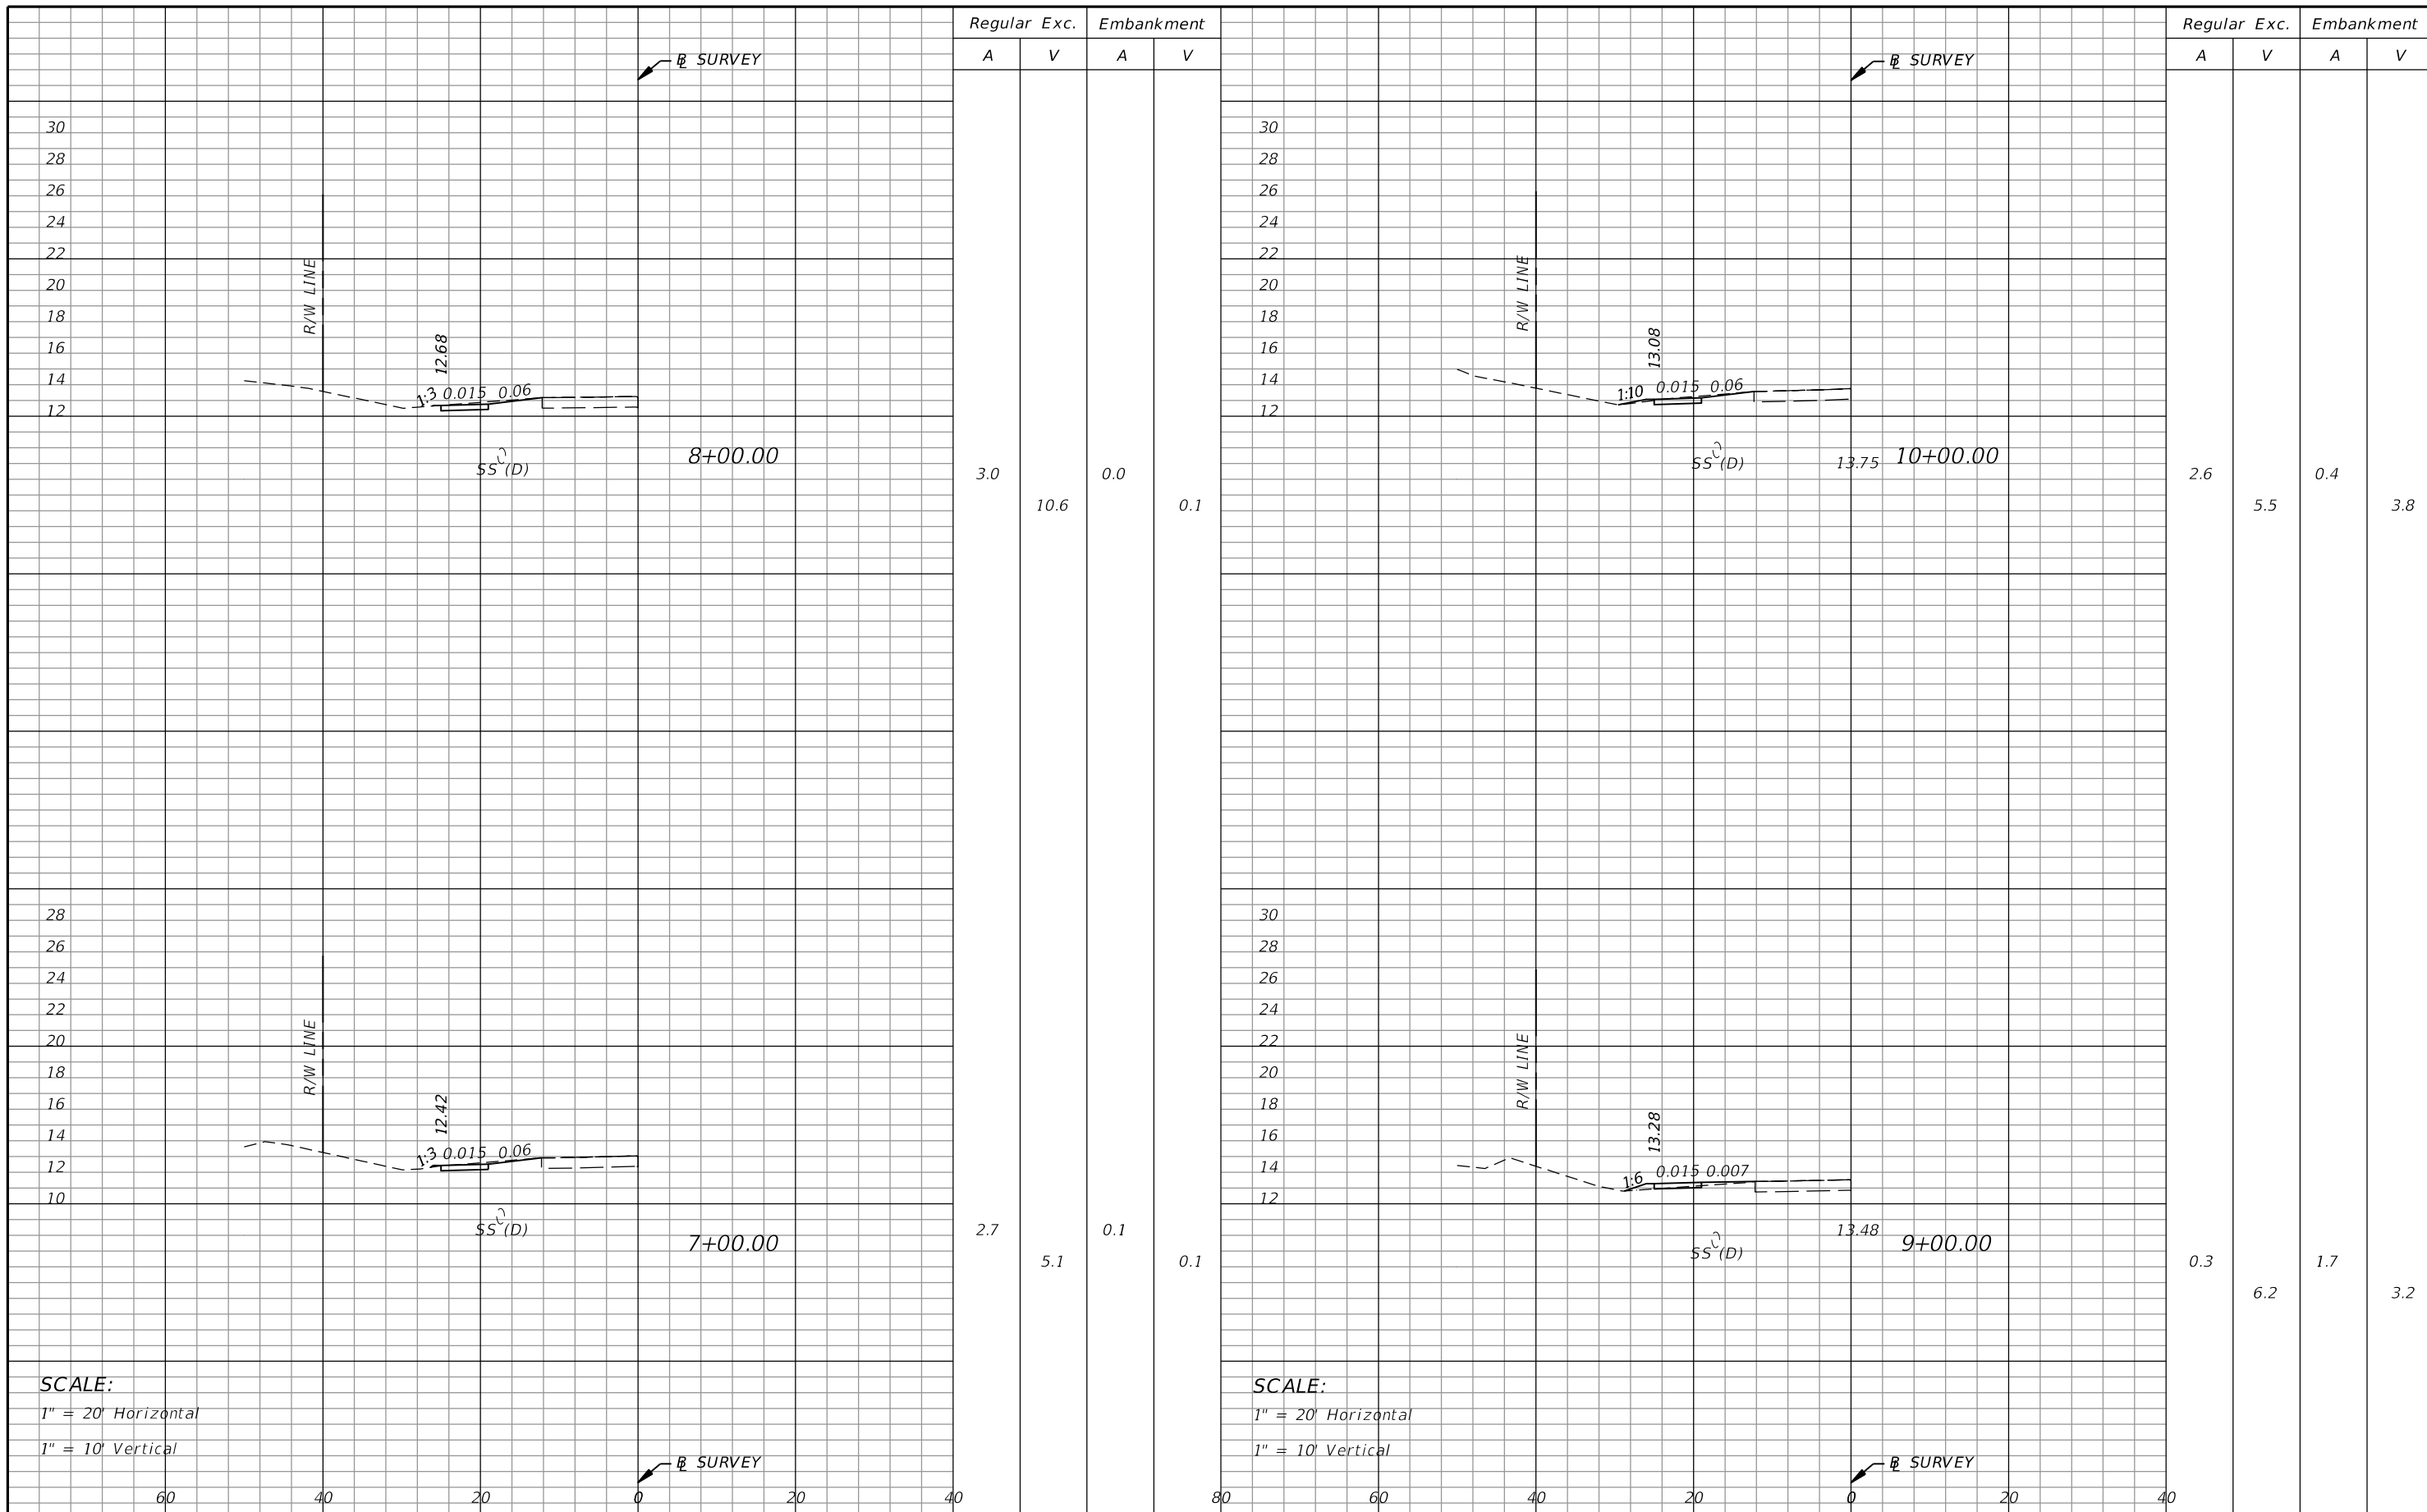 Regular Exc. Embankment
A V A V
BL SURVEY
30
28
26
24
22
20
18
16
14
12
R/W LINE
12.68
1:3 0.015 0.06
SS (D)
8+00.00
3.0 0.0
10.6 0.1
28
26
24
22
20
18
16
14
12
10
R/W LINE
12.42
1:3 0.015 0.06
SS (D)
7+00.00
2.7 0.1
5.1 0.1
SCALE:
1" = 20' Horizontal
1" = 10' Vertical
BL SURVEY
60 40 20 0 20 40
Regular Exc. Embankment
A V A V
BL SURVEY
30
28
26
24
22
20
18
16
14
12
R/W LINE
13.08
1:10 0.015 0.06
SS (D)
13.75 10+00.00
2.6 0.4
5.5 3.8
30
28
26
24
22
20
18
16
14
12
R/W LINE
13.28
1:6 0.015 0.007
SS (D)
13.48 9+00.00
0.3 1.7
6.2 3.2
SCALE:
1" = 20' Horizontal
1" = 10' Vertical
BL SURVEY
80 60 40 20 0 20 40